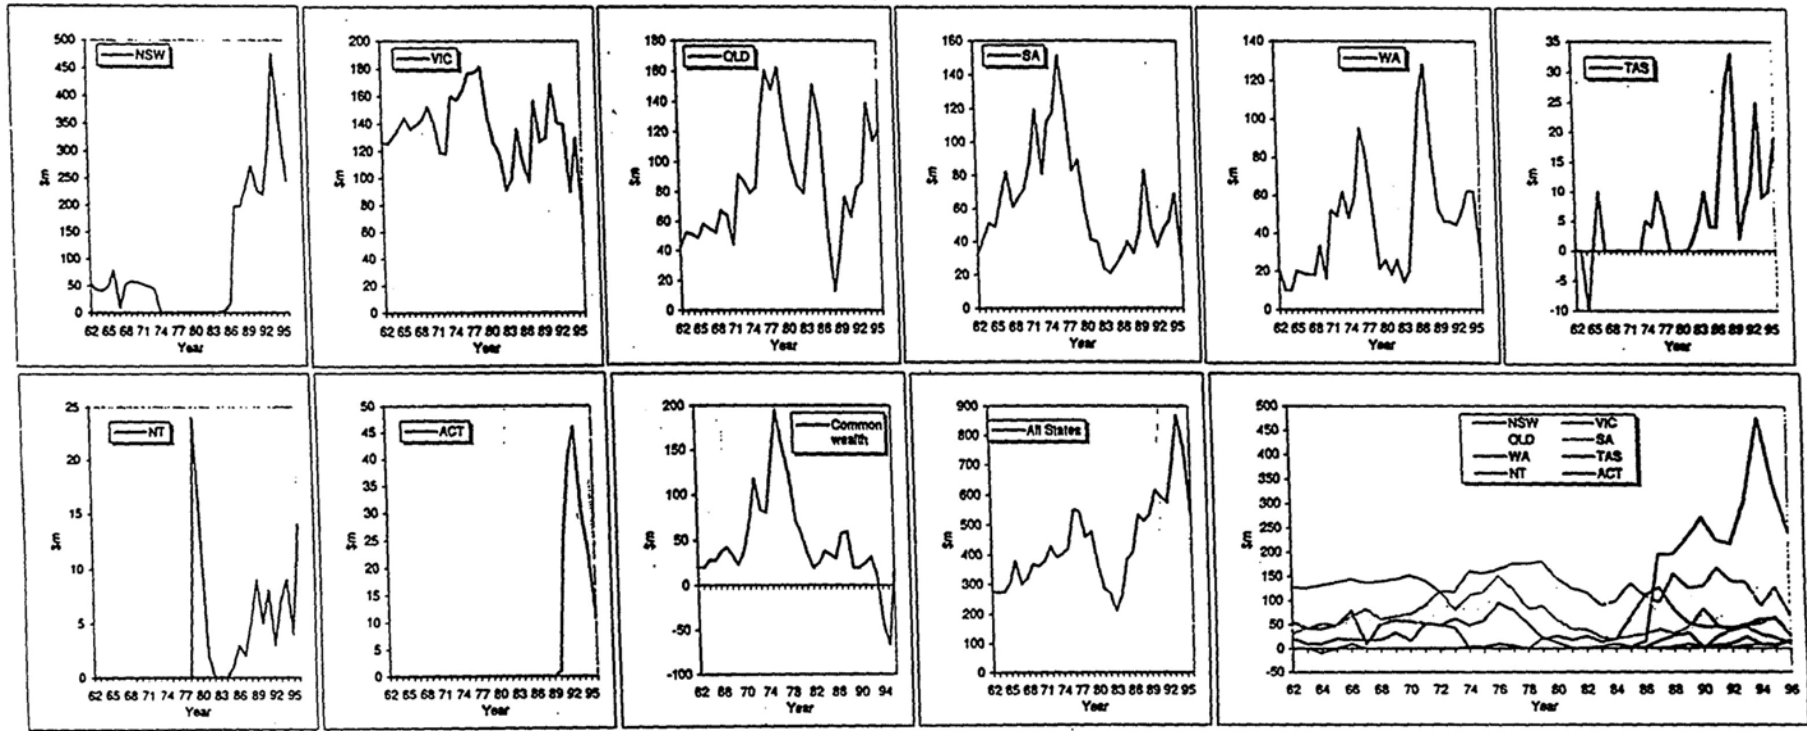 NSW
500
450
400
350
300
250
200
150
100
50
0
$m
62 65 68 71 74 77 80 83 86 89 92 95
Year
VIC
200
180
160
140
120
100
80
60
40
20
0
$m
62 65 68 71 74 77 80 83 86 89 92 95
Year
QLD
180
160
140
120
100
80
60
40
20
0
$m
62 65 68 71 74 77 80 83 86 89 92 95
Year
SA
160
140
120
100
80
60
40
20
0
$m
62 65 68 71 74 77 80 83 86 89 92 95
Year
WA
140
120
100
80
60
40
20
0
$m
62 65 68 71 74 77 80 83 86 89 92 95
Year
TAS
35
30
25
20
15
10
5
0
-5
-10
$m
62 65 68 71 74 77 80 83 86 89 92 95
Year
NT
25
20
15
10
5
0
$m
62 65 68 71 74 77 80 83 86 89 92 95
Year
ACT
50
45
40
35
30
25
20
15
10
5
0
$m
62 65 68 71 74 77 80 83 86 89 92 95
Year
Common
wealth
200
150
100
50
0
-50
-100
$m
62 66 70 74 78 82 86 90 94
Year
All States
900
800
700
600
500
400
300
200
100
0
$m
62 65 68 71 74 77 80 83 86 89 92 95
Year
NSW VIC
QLD SA
WA TAS
NT ACT
500
450
400
350
300
250
200
150
100
50
0
-50
$m
62 64 66 68 70 72 74 76 78 80 82 84 86 88 90 92 94 96
Year